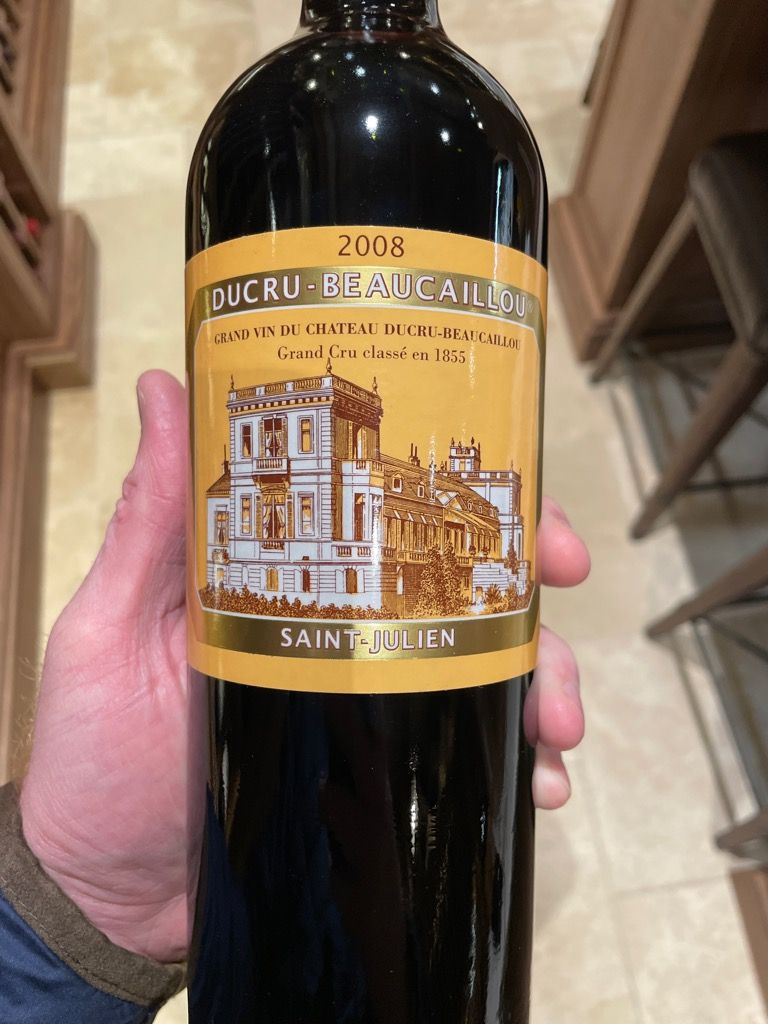 2008
DUCRU-BEAUCAILLOU®
GRAND VIN DU CHATEAU DUCRU-BEAUCAILLOU
Grand Cru classé en 1855
SAINT-JULIEN